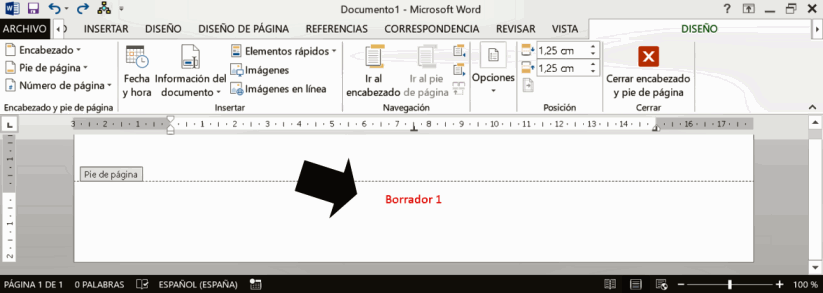 Documento1 - Microsoft Word
ARCHIVO INSERTAR DISEÑO DISEÑO DE PÁGINA REFERENCIAS CORRESPONDENCIA REVISAR VISTA DISEÑO
Encabezado
Pie de página
Número de página
Encabezado y pie de página
Fecha y hora
Información del documento
Elementos rápidos
Imágenes
Imágenes en línea
Insertar
Ir al encabezado
Ir al pie de página
Navegación
Opciones
1,25 cm
1,25 cm
Posición
Cerrar encabezado y pie de página
Cerrar
L
3 2 1 1 2 3 4 5 6 7 8 9 10 11 12 13 14 16 17
1
1
2
Pie de página
Borrador 1
PÁGINA 1 DE 1 0 PALABRAS ESPAÑOL (ESPAÑA) 100 %